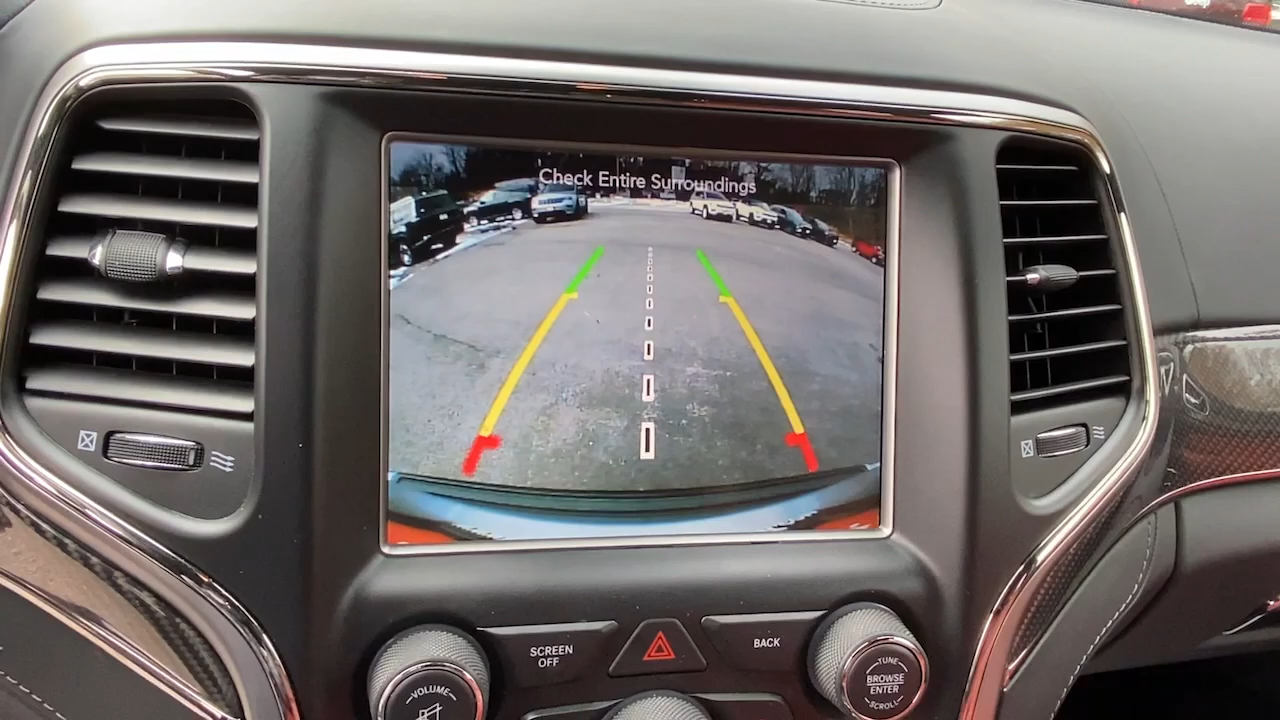 Check Entire Surroundings
SCREEN
OFF
BACK
VOLUME
TUNE
BROWSE
ENTER
SCROLL